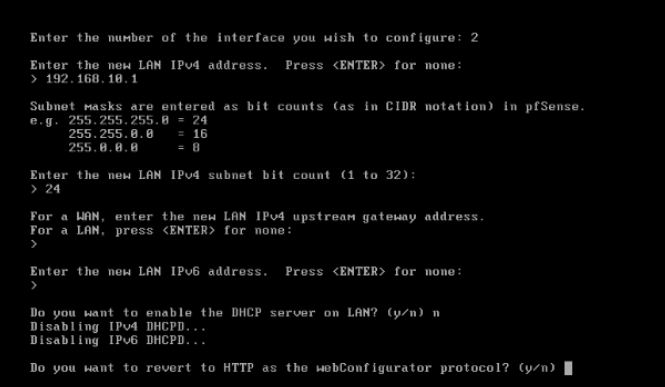 Enter the number of the interface you wish to configure: 2
Enter the new LAN IPv4 address.  Press <ENTER> for none:
> 192.168.10.1
Subnet masks are entered as bit counts (as in CIDR notation) in pfSense.
e.g. 255.255.255.0 = 24
     255.255.0.0   = 16
     255.0.0.0     = 8
Enter the new LAN IPv4 subnet bit count (1 to 32):
> 24
For a WAN, enter the new LAN IPv4 upstream gateway address.
For a LAN, press <ENTER> for none:
>
Enter the new LAN IPv6 address.  Press <ENTER> for none:
>
Do you want to enable the DHCP server on LAN? (y/n) n
Disabling IPv4 DHCPD...
Disabling IPv6 DHCPD...
Do you want to revert to HTTP as the webConfigurator protocol? (y/n)